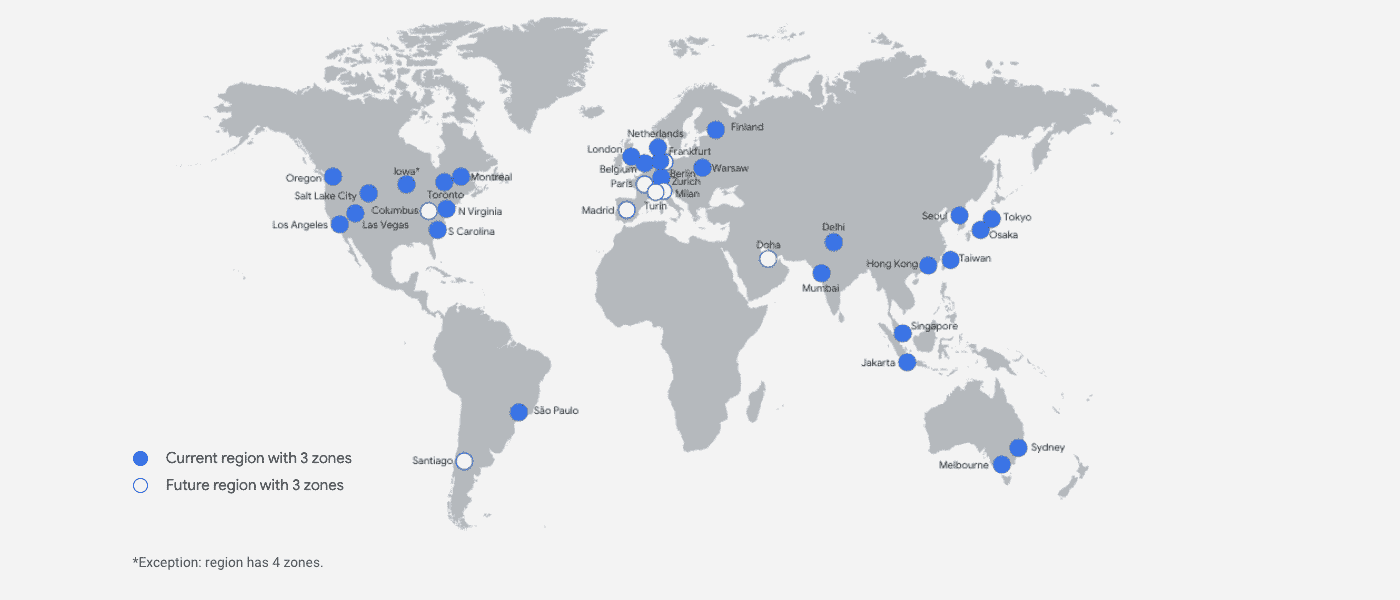 Finland
Netherlands
London
Frankfurt
Belgium
Berlin
Warsaw
Iowa*
Oregon
Montréal
Zurich
Paris
Salt Lake City
Toronto
Milan
Turin
Columbus
N Virginia
Madrid
Los Angeles
Las Vegas
S Carolina
Seoul
Tokyo
Osaka
Delhi
Doha
Hong Kong
Taiwan
Mumbai
Singapore
Jakarta
São Paulo
Sydney
Santiago
Melbourne
Current region with 3 zones
Future region with 3 zones
*Exception: region has 4 zones.